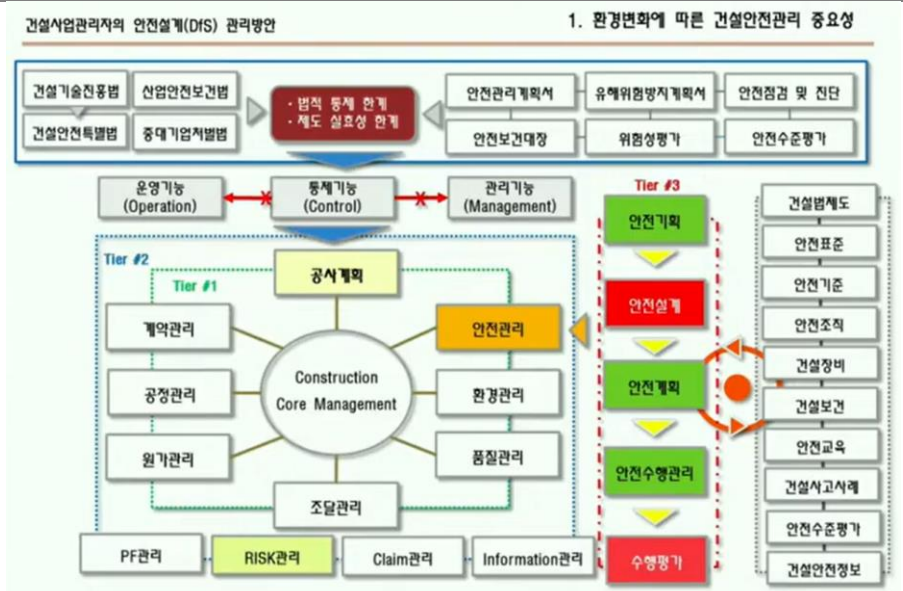 건설사업관리자의 안전설계(DfS) 관리방안
1. 환경변화에 따른 건설안전관리 중요성
건설기술진흥법
산업안전보건법
건설안전특별법
중대기업처벌법
· 법적 통제 한계
· 제도 실효성 한계
안전관리계획서
유해위험방지계획서
안전점검 및 진단
안전보건대장
위험성평가
안전수준평가
운영기능
(Operation)
통제기능
(Control)
관리기능
(Management)
Tier #2
Tier #1
공사계획
계약관리
안전관리
공정관리
Construction
Core Management
환경관리
원가관리
품질관리
조달관리
PF관리
RISK관리
Claim관리
Information관리
Tier #3
안전기획
안전설계
안전계획
안전수행관리
수행평가
건설법제도
안전표준
안전기준
안전조직
건설장비
건설보건
안전교육
건설사고사례
안전수준평가
건설안전정보